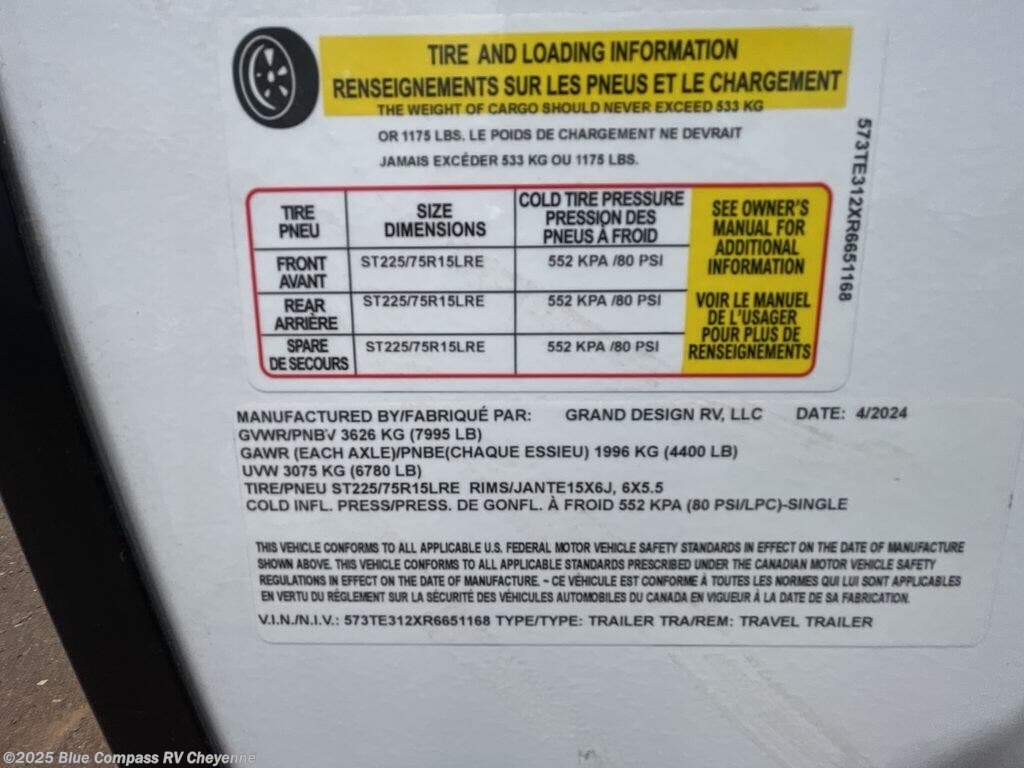 TIRE AND LOADING INFORMATION
RENSEIGNEMENTS SUR LES PNEUS ET LE CHARGEMENT
THE WEIGHT OF CARGO SHOULD NEVER EXCEED 533 KG
OR 1175 LBS. LE POIDS DE CHARGEMENT NE DEVRAIT
JAMAIS EXCÉDER 533 KG OU 1175 LBS.
573TE312XR6651168
TIRE
PNEU
SIZE
DIMENSIONS
COLD TIRE PRESSURE
PRESSION DES
PNEUS À FROID
FRONT
AVANT
ST225/75R15LRE
552 KPA /80 PSI
REAR
ARRIÈRE
ST225/75R15LRE
552 KPA /80 PSI
SPARE
DE SECOURS
ST225/75R15LRE
552 KPA /80 PSI
SEE OWNER'S
MANUAL FOR
ADDITIONAL
INFORMATION
VOIR LE MANUEL
DE L'USAGER
POUR PLUS DE
RENSEIGNEMENTS
MANUFACTURED BY/FABRIQUÉ PAR: GRAND DESIGN RV, LLC DATE: 4/2024
GVWR/PNBV 3626 KG (7995 LB)
GAWR (EACH AXLE)/PNBE(CHAQUE ESSIEU) 1996 KG (4400 LB)
UVW 3075 KG (6780 LB)
TIRE/PNEU ST225/75R15LRE RIMS/JANTE15X6J, 6X5.5
COLD INFL. PRESS/PRESS. DE GONFL. À FROID 552 KPA (80 PSI/LPC)-SINGLE
THIS VEHICLE CONFORMS TO ALL APPLICABLE U.S. FEDERAL MOTOR VEHICLE SAFETY STANDARDS IN EFFECT ON THE DATE OF MANUFACTURE
SHOWN ABOVE. THIS VEHICLE CONFORMS TO ALL APPLICABLE STANDARDS PRESCRIBED UNDER THE CANADIAN MOTOR VEHICLE SAFETY
REGULATIONS IN EFFECT ON THE DATE OF MANUFACTURE. ~ CE VÉHICULE EST CONFORME À TOUTES LES NORMES QUI LUI SONT APPLICABLES
EN VERTU DU RÈGLEMENT SUR LA SÉCURITÉ DES VÉHICULES AUTOMOBILES DU CANADA EN VIGUEUR À LA DATE DE SA FABRICATION.
V.I.N./N.I.V.: 573TE312XR6651168 TYPE/TYPE: TRAILER TRA/REM: TRAVEL TRAILER
©2025 Blue Compass RV Cheyenne